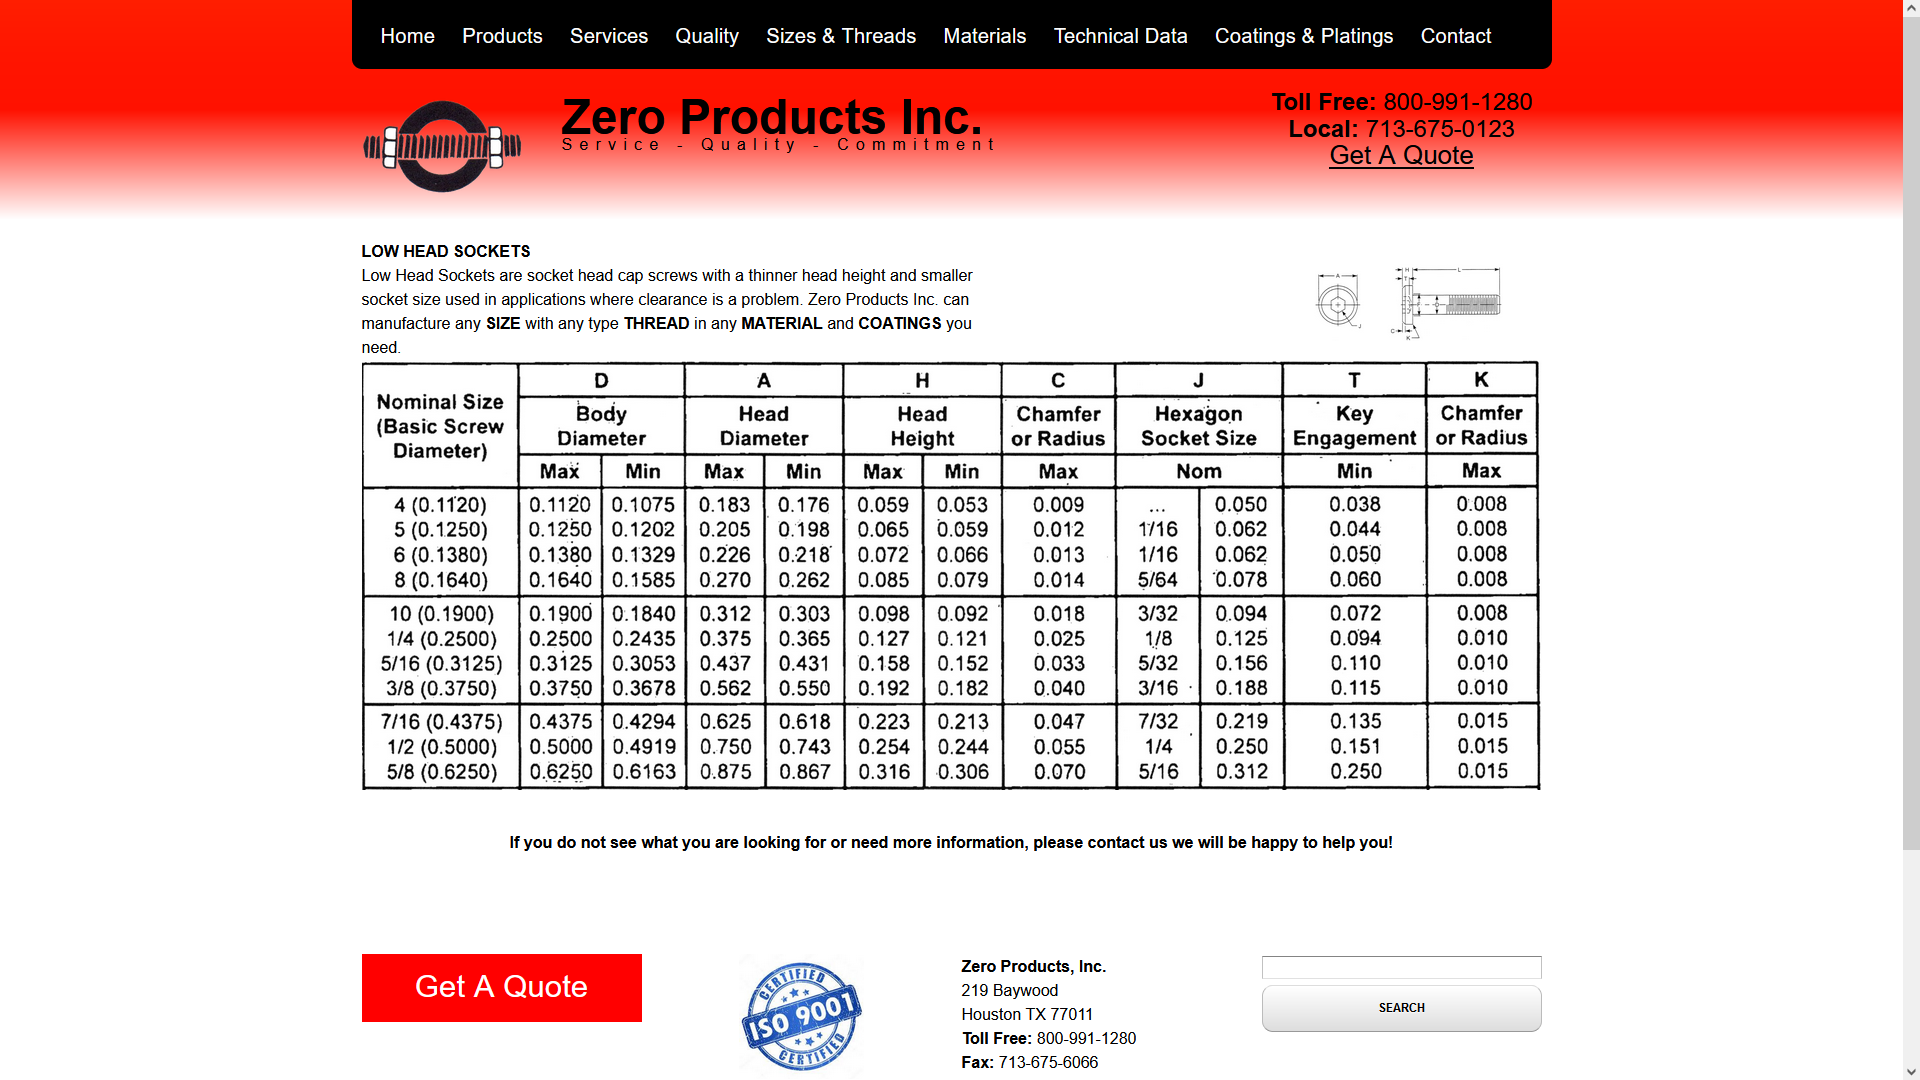 Home Products Services Quality Sizes & Threads Materials Technical Data Coatings & Platings Contact
Zero Products Inc.
Service - Quality - Commitment
Toll Free: 800-991-1280
Local: 713-675-0123
Get A Quote
LOW HEAD SOCKETS
Low Head Sockets are socket head cap screws with a thinner head height and smaller
socket size used in applications where clearance is a problem. Zero Products Inc. can
manufacture any SIZE with any type THREAD in any MATERIAL and COATINGS you
need.
A
J
H
L
T
D
C
K
Nominal Size (Basic Screw Diameter) D A H C J T K
Body Diameter Head Diameter Head Height Chamfer or Radius Hexagon Socket Size Key Engagement Chamfer or Radius
Max Min Max Min Max Min Max Nom Min Max
4 (0.1120) 0.1120 0.1075 0.183 0.176 0.059 0.053 0.009 ... 0.050 0.038 0.008
5 (0.1250) 0.1250 0.1202 0.205 0.198 0.065 0.059 0.012 1/16 0.062 0.044 0.008
6 (0.1380) 0.1380 0.1329 0.226 0.218 0.072 0.066 0.013 1/16 0.062 0.050 0.008
8 (0.1640) 0.1640 0.1585 0.270 0.262 0.085 0.079 0.014 5/64 0.078 0.060 0.008
10 (0.1900) 0.1900 0.1840 0.312 0.303 0.098 0.092 0.018 3/32 0.094 0.072 0.008
1/4 (0.2500) 0.2500 0.2435 0.375 0.365 0.127 0.121 0.025 1/8 0.125 0.094 0.010
5/16 (0.3125) 0.3125 0.3053 0.437 0.431 0.158 0.152 0.033 5/32 0.156 0.110 0.010
3/8 (0.3750) 0.3750 0.3678 0.562 0.550 0.192 0.182 0.040 3/16 0.188 0.115 0.010
7/16 (0.4375) 0.4375 0.4294 0.625 0.618 0.223 0.213 0.047 7/32 0.219 0.135 0.015
1/2 (0.5000) 0.5000 0.4919 0.750 0.743 0.254 0.244 0.055 1/4 0.250 0.151 0.015
5/8 (0.6250) 0.6250 0.6163 0.875 0.867 0.316 0.306 0.070 5/16 0.312 0.250 0.015
If you do not see what you are looking for or need more information, please contact us we will be happy to help you!
Get A Quote
CERTIFIED
ISO 9001
CERTIFIED
Zero Products, Inc.
219 Baywood
Houston TX 77011
Toll Free: 800-991-1280
Fax: 713-675-6066
SEARCH